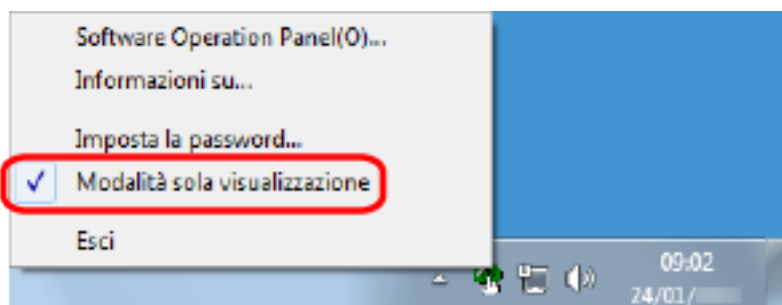 Software Operation Panel(O)...
Informazioni su...
Imposta la password...
Modalità sola visualizzazione
Esci
09:02
24/01/